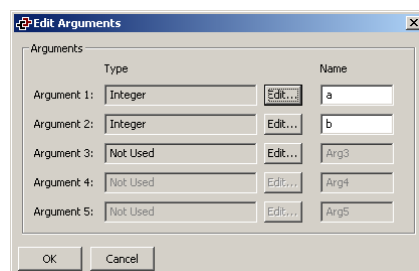 Edit Arguments
Arguments
Type Name
Argument 1: Integer Edit... a
Argument 2: Integer Edit... b
Argument 3: Not Used Edit... Arg3
Argument 4: Not Used Edit... Arg4
Argument 5: Not Used Edit... Arg5
OK Cancel